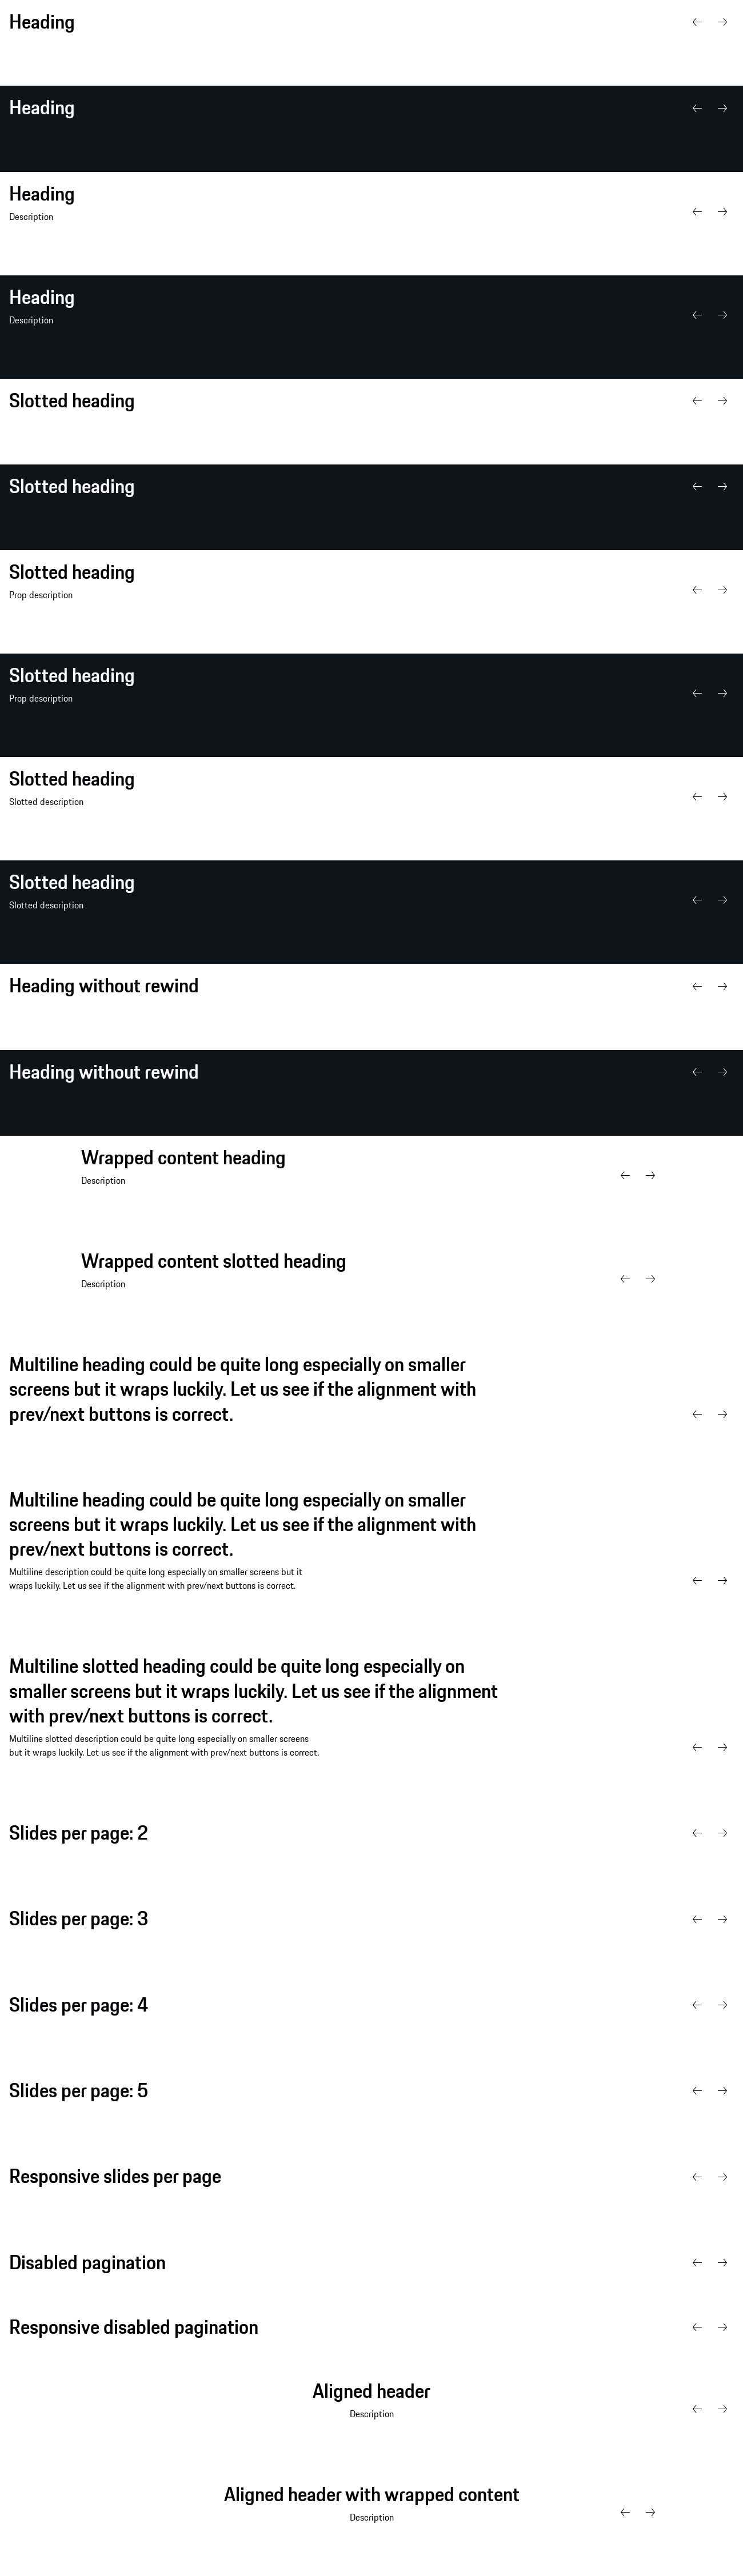 Heading
Heading
Heading
Description
Heading
Description
Slotted heading
Slotted heading
Slotted heading
Prop description
Slotted heading
Prop description
Slotted heading
Slotted description
Slotted heading
Slotted description
Heading without rewind
Heading without rewind
Wrapped content heading
Description
Wrapped content slotted heading
Description
Multiline heading could be quite long especially on smaller
screens but it wraps luckily. Let us see if the alignment with
prev/next buttons is correct.
Multiline heading could be quite long especially on smaller
screens but it wraps luckily. Let us see if the alignment with
prev/next buttons is correct.
Multiline description could be quite long especially on smaller screens but it
wraps luckily. Let us see if the alignment with prev/next buttons is correct.
Multiline slotted heading could be quite long especially on
smaller screens but it wraps luckily. Let us see if the alignment
with prev/next buttons is correct.
Multiline slotted description could be quite long especially on smaller screens
but it wraps luckily. Let us see if the alignment with prev/next buttons is correct.
Slides per page: 2
Slides per page: 3
Slides per page: 4
Slides per page: 5
Responsive slides per page
Disabled pagination
Responsive disabled pagination
Aligned header
Description
Aligned header with wrapped content
Description